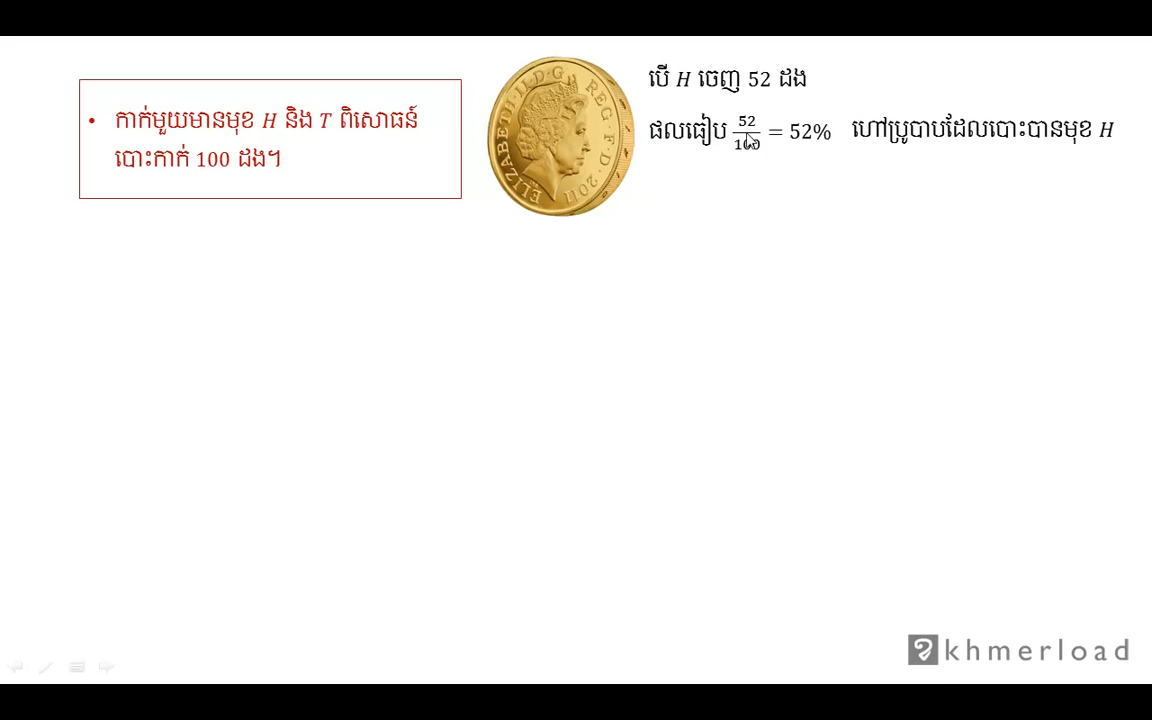 • កាក់មួយមានមុខ H និង T ពិសោធន៍
បោះកាក់ 100 ដង។
ELIZABETH·II·D·G REG·F·D·2011
បើ H ចេញ 52 ដង
ផលធៀប 52/100 = 52% ហៅប្រូបាបដែលបោះបានមុខ H
khmerload